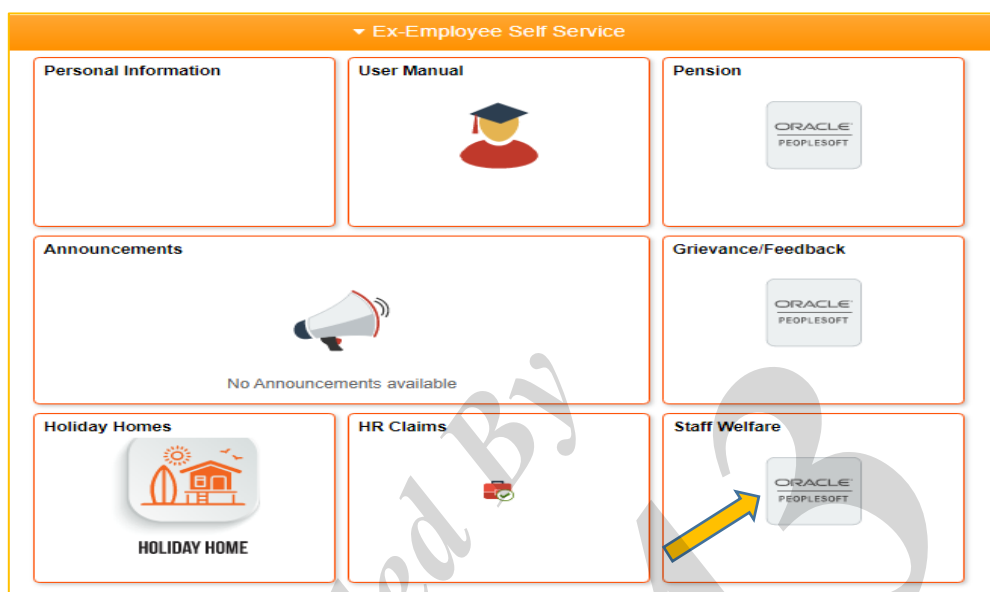 Ex-Employee Self Service
Personal Information
User Manual
Pension
ORACLE
PEOPLESOFT
Announcements
No Announcements available
Grievance/Feedback
ORACLE
PEOPLESOFT
Holiday Homes
HOLIDAY HOME
HR Claims
Staff Welfare
ORACLE
PEOPLESOFT
By